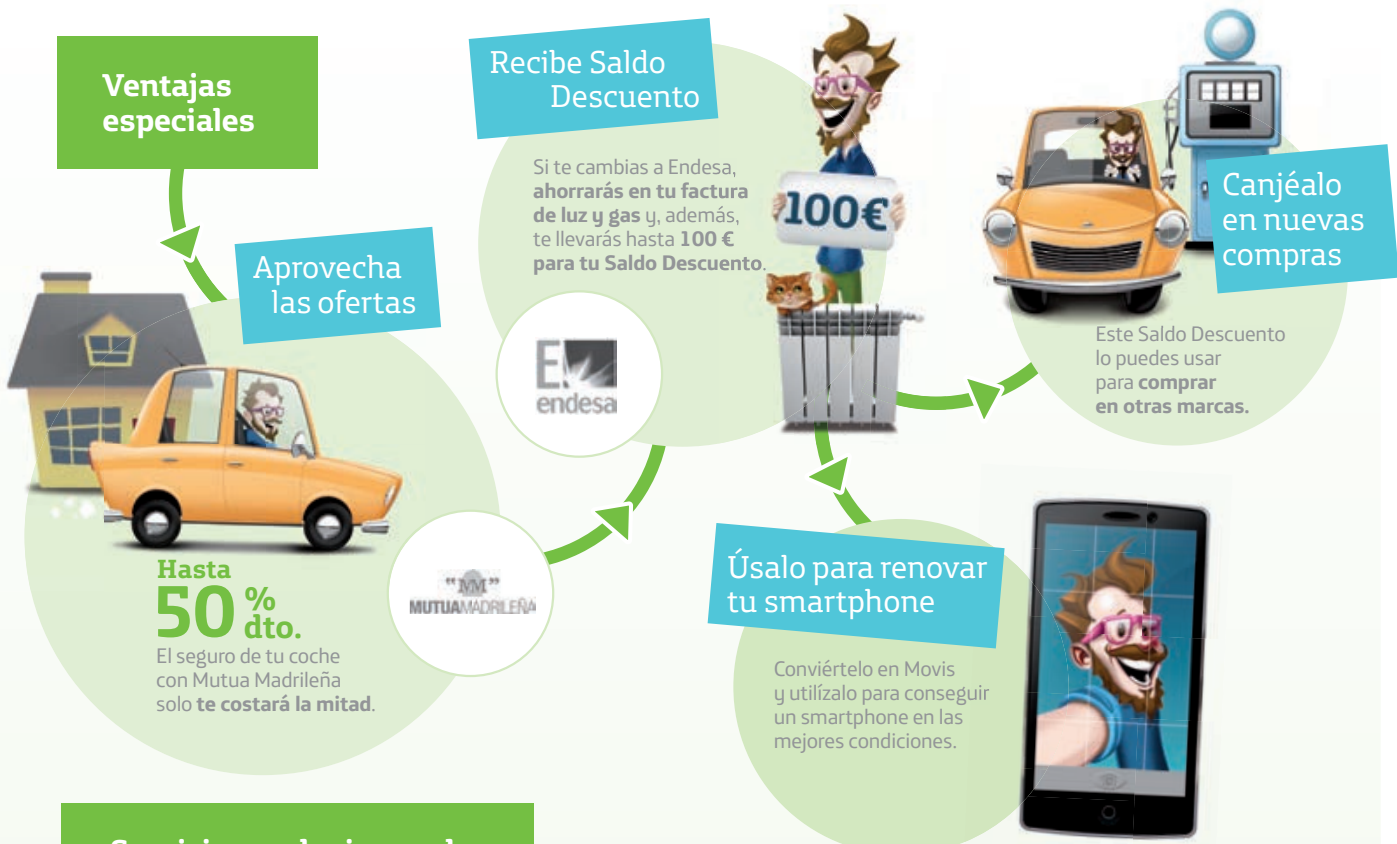 Ventajas
especiales
Aprovecha
las ofertas
Hasta
50 %
dto.
El seguro de tu coche
con Mutua Madrileña
solo te costará la mitad.
"MM"
MUTUAMADRILEÑA
Recibe Saldo
Descuento
Si te cambias a Endesa,
ahorrarás en tu factura
de luz y gas y, además,
te llevarás hasta 100 €
para tu Saldo Descuento.
endesa
100€
Canjéalo
en nuevas
compras
Este Saldo Descuento
lo puedes usar
para comprar
en otras marcas.
Úsalo para renovar
tu smartphone
Conviértelo en Movis
y utilízalo para conseguir
un smartphone en las
mejores condiciones.